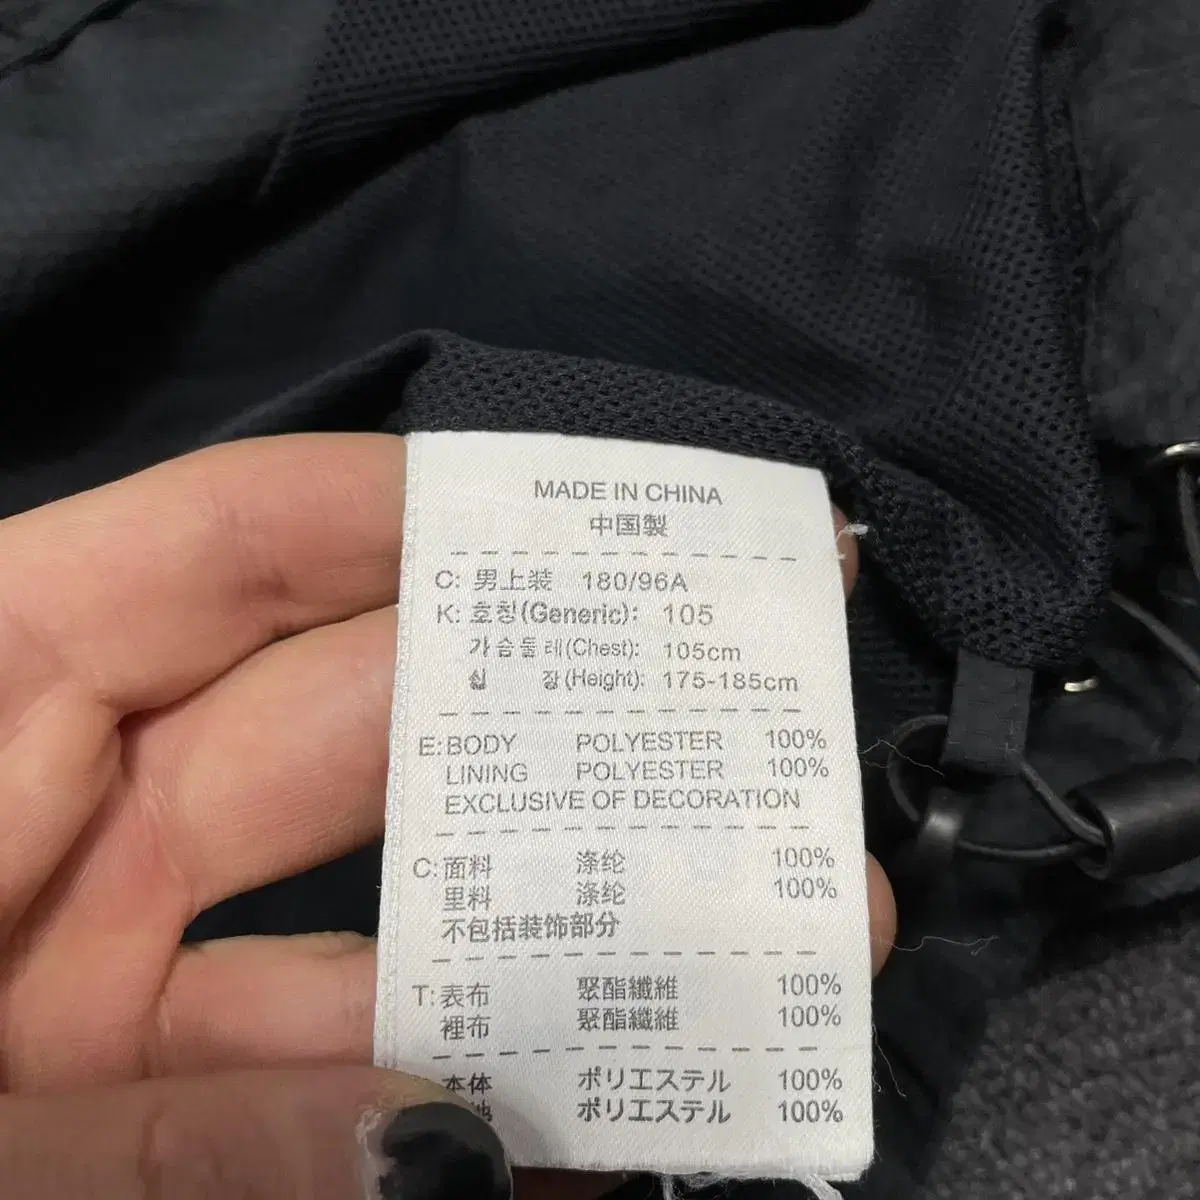 MADE IN CHINA
中国製
C: 男上装 180/96A
K: 호칭(Generic): 105
가슴둘레(Chest): 105cm
신 장(Height): 175-185cm
E: BODY POLYESTER 100%
LINING POLYESTER 100%
EXCLUSIVE OF DECORATION
C: 面料 涤纶 100%
里料 涤纶 100%
不包括装饰部分
T: 表布 聚酯纖維 100%
裡布 聚酯纖維 100%
本体 ポリエステル 100%
ポリエステル 100%